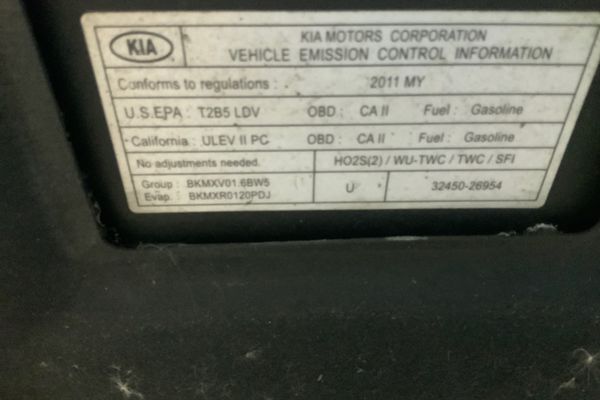 KIA
KIA MOTORS CORPORATION
VEHICLE EMISSION CONTROL INFORMATION
Conforms to regulations : 2011 MY
U.S.EPA : T2B5 LDV OBD : CA II Fuel : Gasoline
California : ULEV II PC OBD : CA II Fuel : Gasoline
No adjustments needed. HO2S(2) / WU-TWC / TWC / SFI
Group : BKMXV01.6BW5 U 32450-26954
Evap. : BKMXR0120PDJ